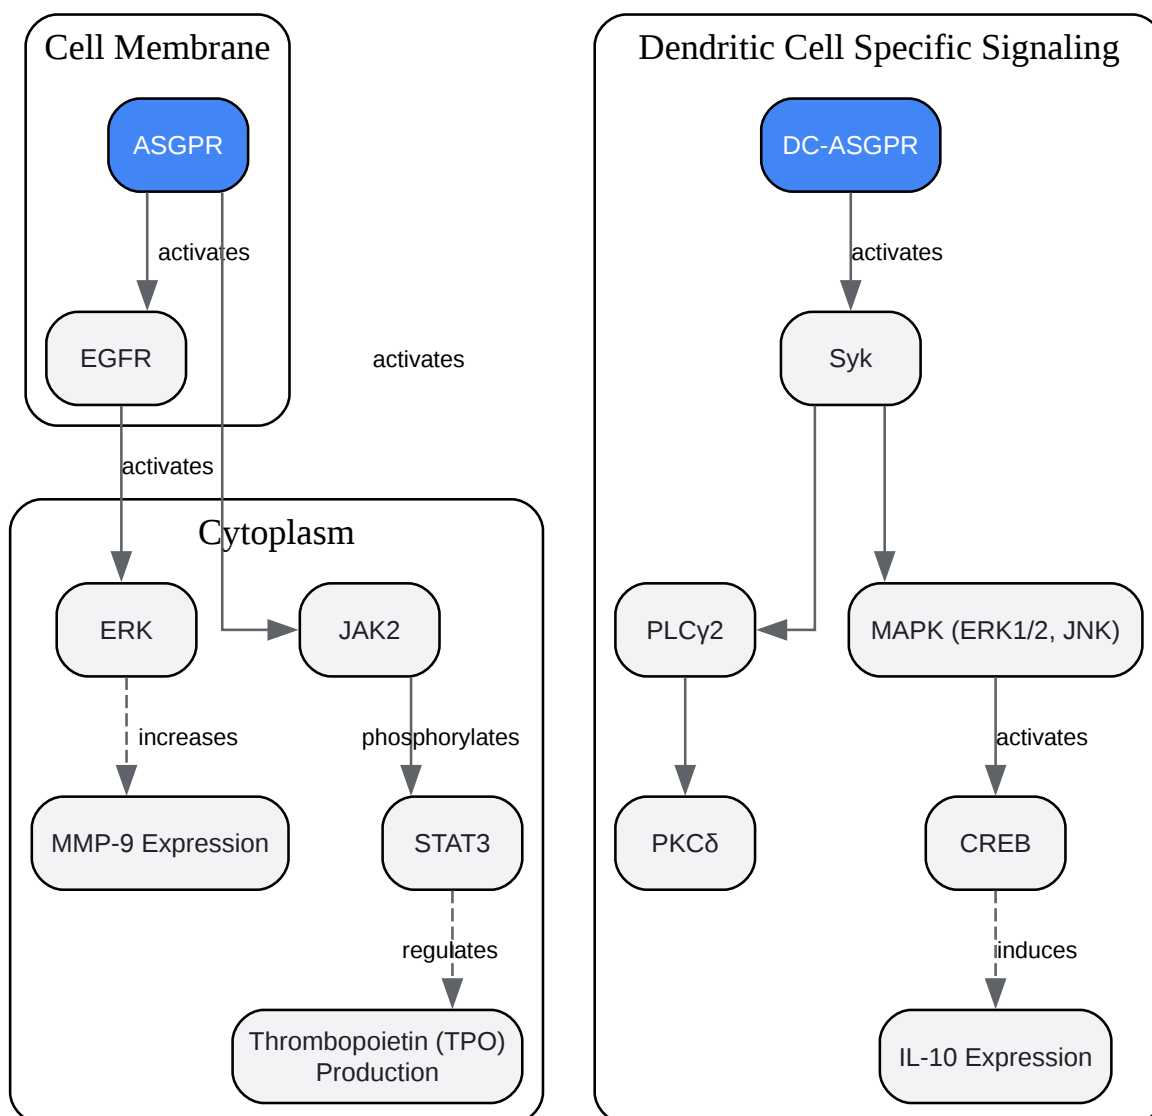 Cell Membrane
ASGPR
activates
EGFR
activates
activates
Cytoplasm
ERK
JAK2
increases
phosphorylates
MMP-9 Expression
STAT3
regulates
Thrombopoietin (TPO)
Production
Dendritic Cell Specific Signaling
DC-ASGPR
activates
Syk
PLCγ2
MAPK (ERK1/2, JNK)
activates
PKCδ
CREB
induces
IL-10 Expression